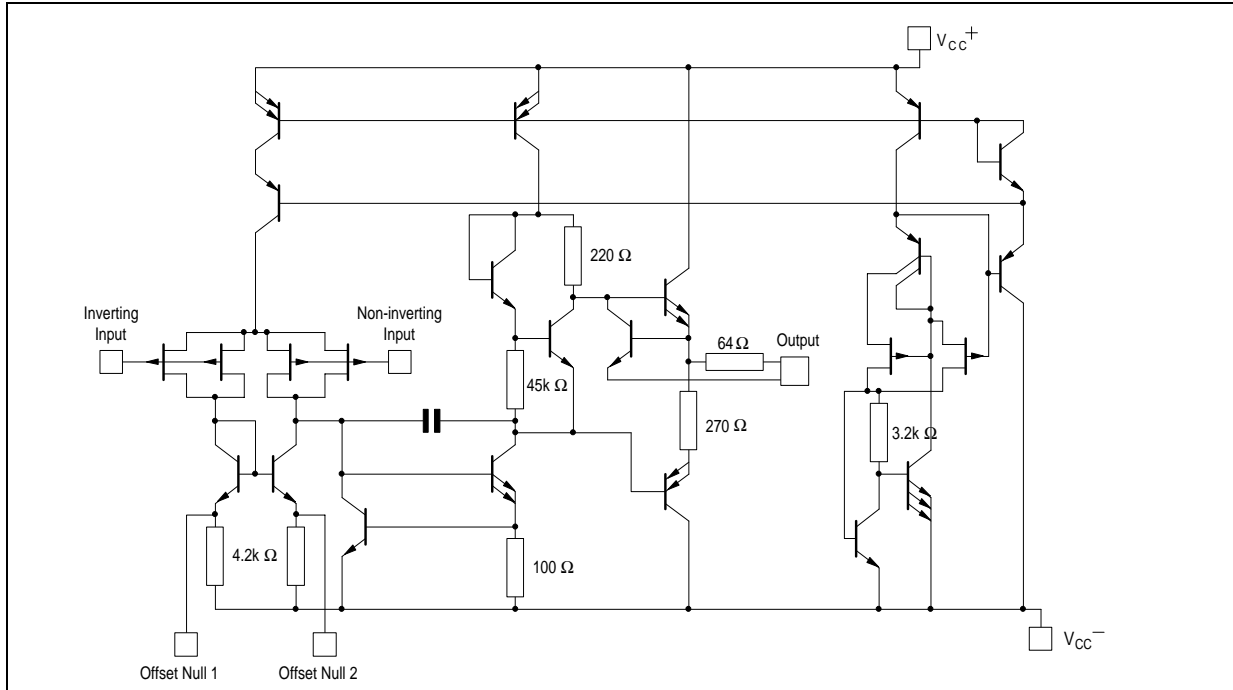 VCC+
220 Ω
Inverting
Input
Non-inverting
Input
64 Ω
Output
45k Ω
270 Ω
3.2k Ω
4.2k Ω
100 Ω
VCC−
Offset Null 1
Offset Null 2